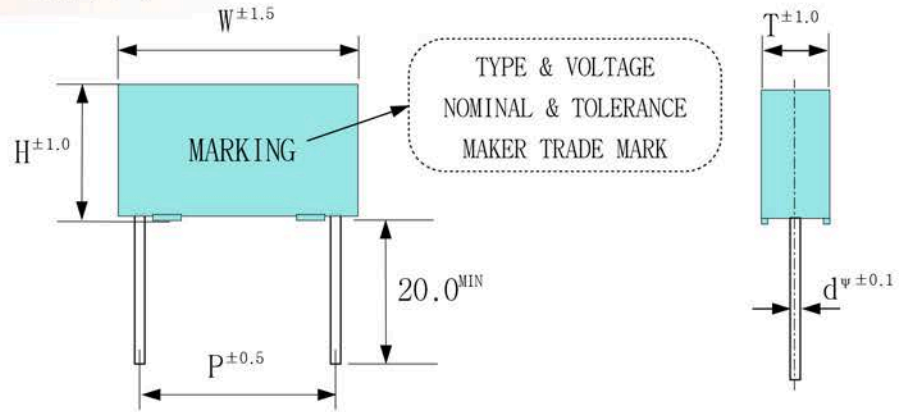 W±1.5
T±1.0
TYPE & VOLTAGE
NOMINAL & TOLERANCE
MAKER TRADE MARK
H±1.0
MARKING
20.0MIN
dψ±0.1
P±0.5